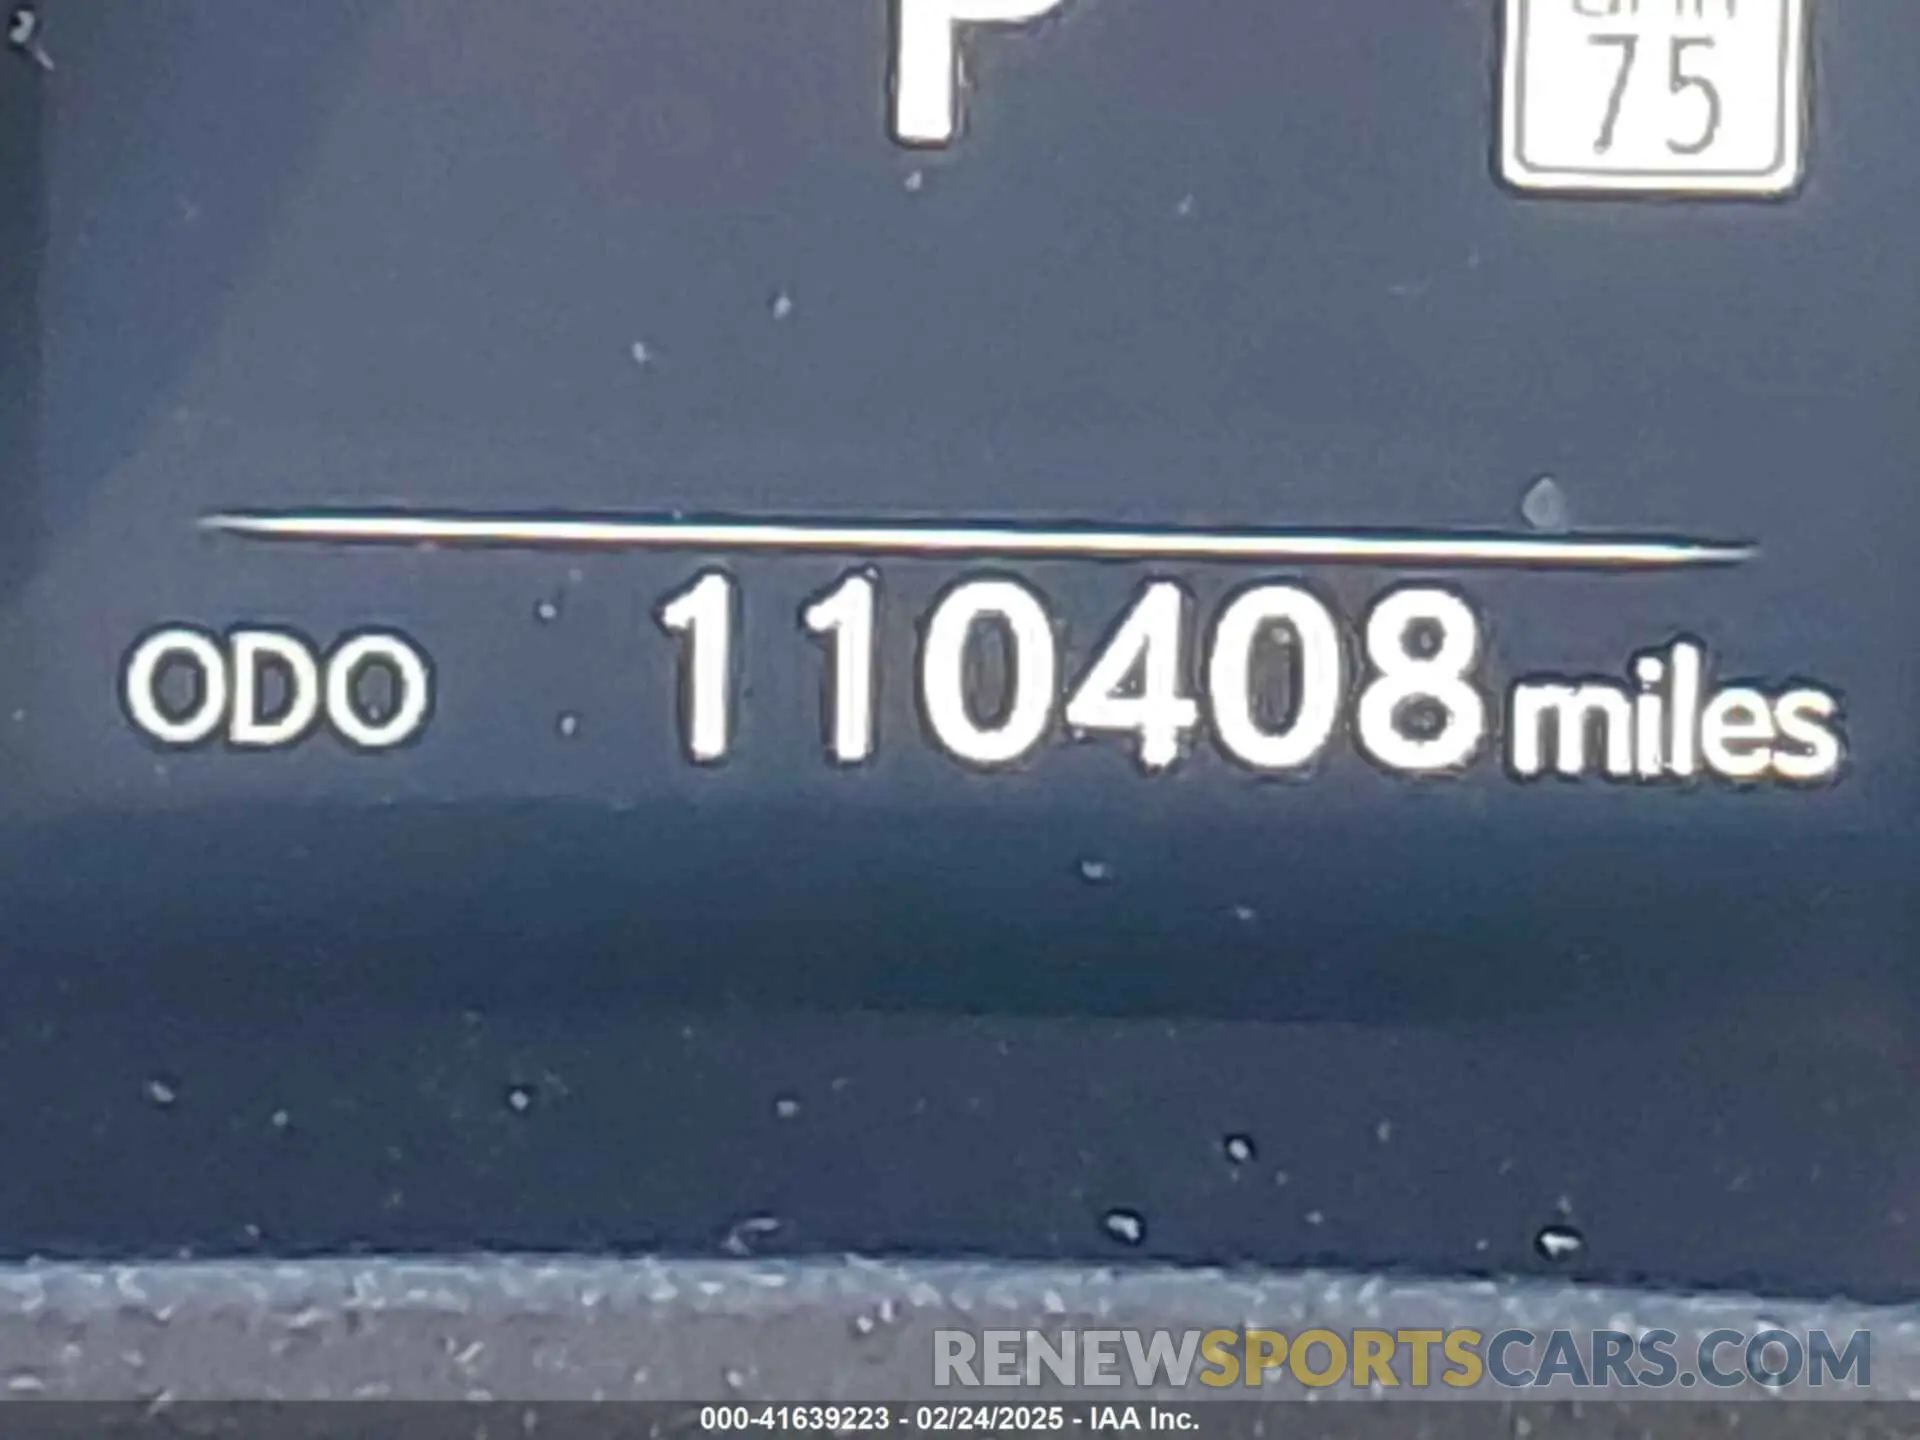 P
75
ODO 110408 miles
RENEWSPORTSCARS.COM
000-41639223 - 02/24/2025 - IAA Inc.